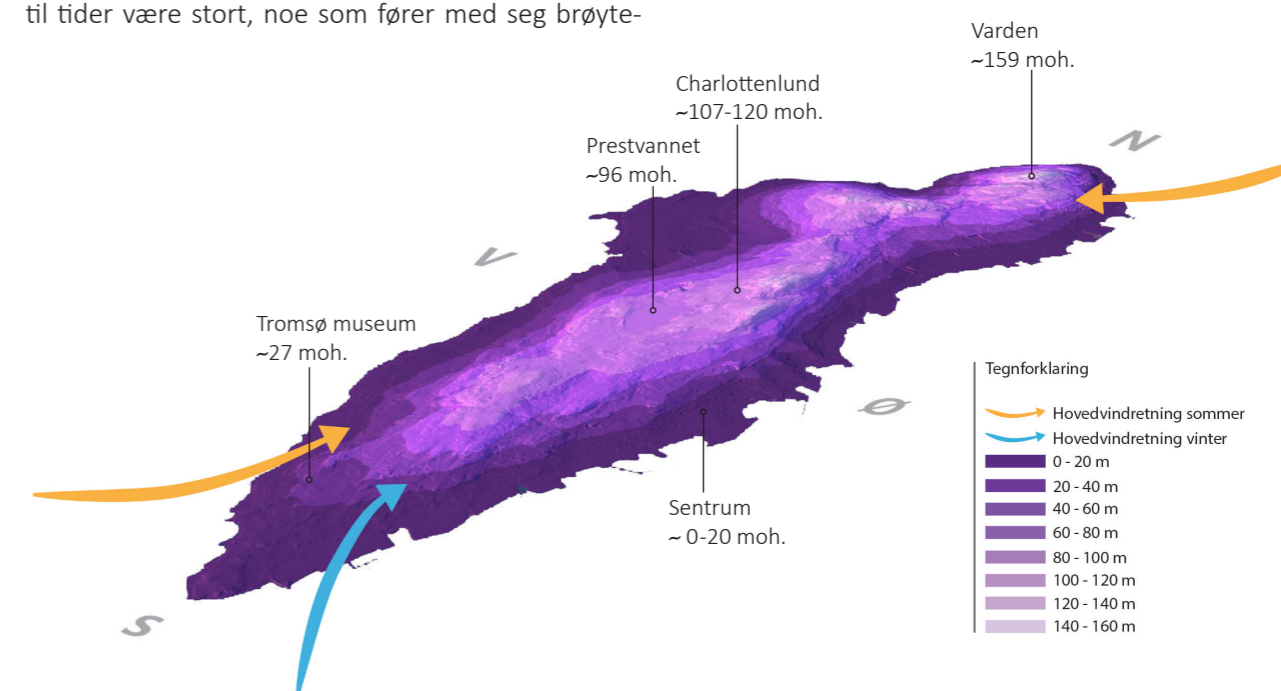 til tider være stort, noe som fører med seg brøyte-
Varden
~159 moh.
Charlottenlund
~107-120 moh.
Prestvannet
~96 moh.
N
V
Tromsø museum
~27 moh.
Ø
Sentrum
~ 0-20 moh.
S
Tegnforklaring
Hovedvindretning sommer
Hovedvindretning vinter
0 - 20 m
20 - 40 m
40 - 60 m
60 - 80 m
80 - 100 m
100 - 120 m
120 - 140 m
140 - 160 m